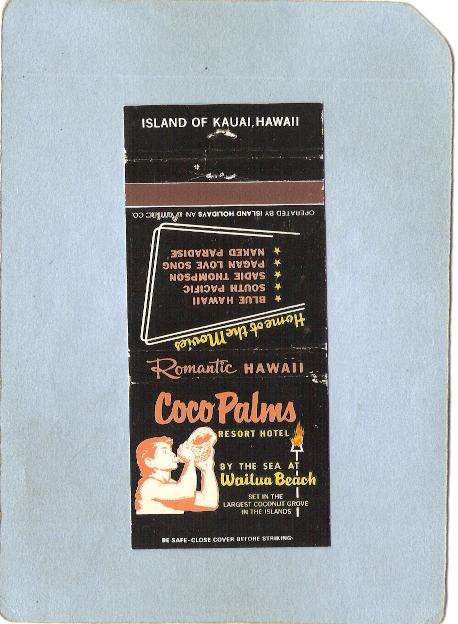 ISLAND OF KAUAI, HAWAII
OPERATED BY ISLAND HOLIDAYS AN CO.
Home of the Movies
BLUE HAWAII
SOUTH PACIFIC
SADIE THOMPSON
PAGAN LOVE SONG
NAKED PARADISE
Romantic HAWAII
Coco Palms
RESORT HOTEL
BY THE SEA AT
Wailua Beach
SET IN THE
LARGEST COCONUT GROVE
IN THE ISLANDS
BE SAFE-CLOSE COVER BEFORE STRIKING.